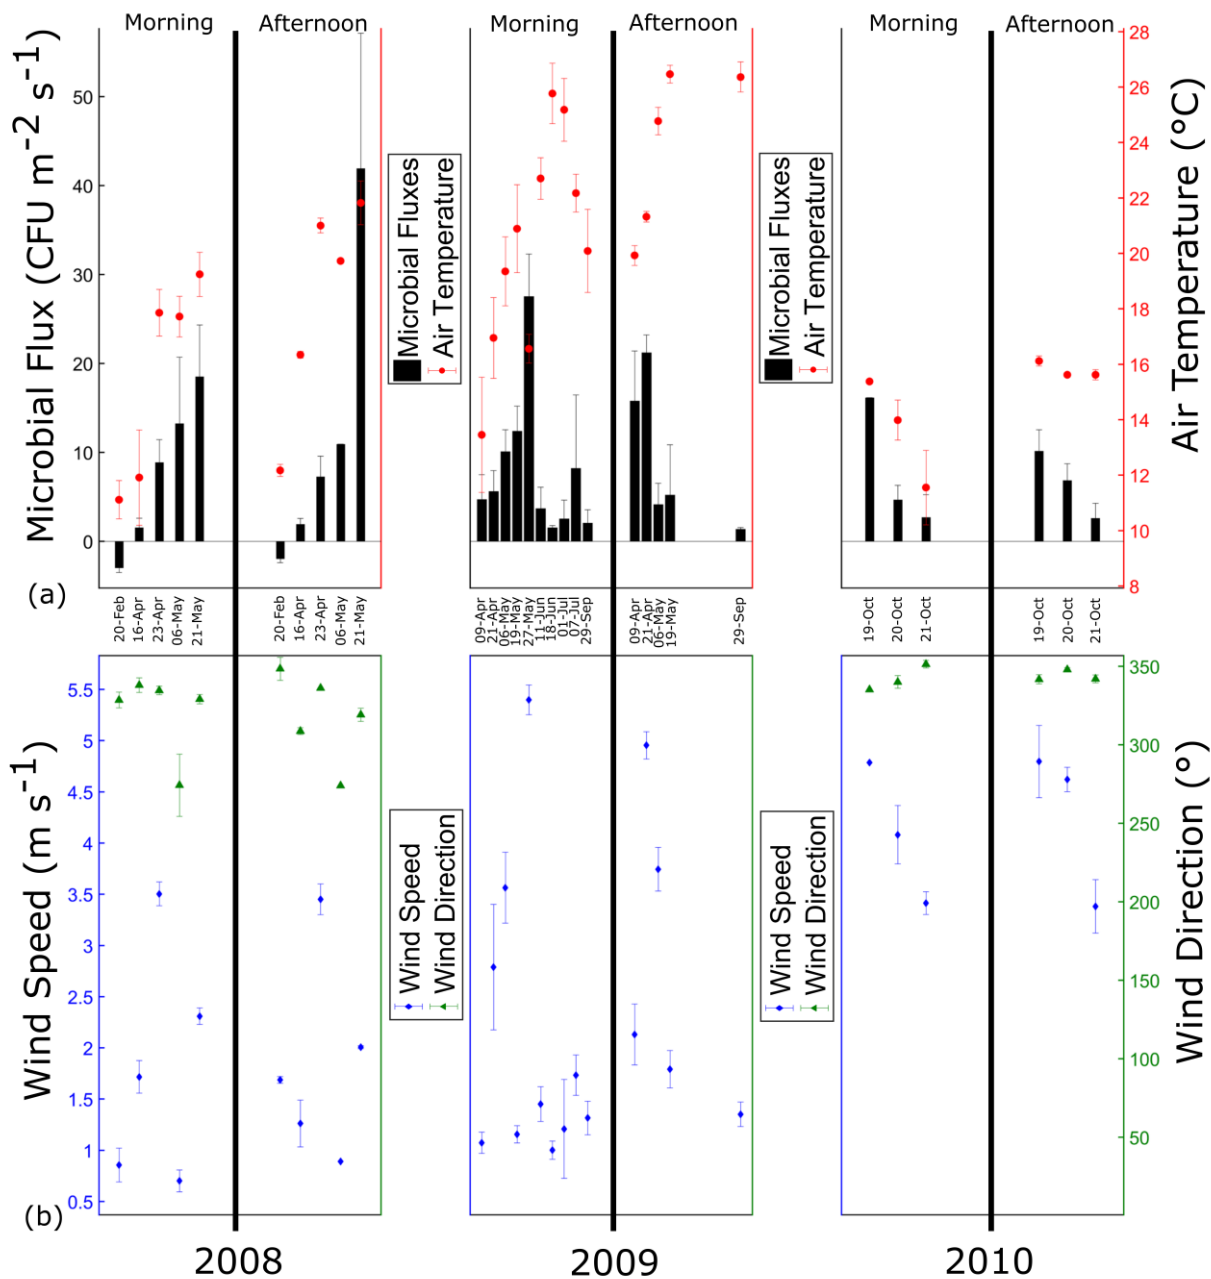 Morning Afternoon Morning Afternoon Morning Afternoon
Microbial Flux (CFU m-2 s-1)
50
40
30
20
10
0
Microbial Fluxes
Air Temperature
Microbial Fluxes
Air Temperature
28
26
24
22
20
18
16
14
12
10
8
Air Temperature (°C)
(a)
20-Feb
16-Apr
23-Apr
06-May
21-May
20-Feb
16-Apr
23-Apr
06-May
21-May
09-Apr
21-Apr
06-May
19-May
27-May
11-Jun
18-Jun
01-Jul
07-Jul
29-Sep
09-Apr
21-Apr
06-May
19-May
29-Sep
19-Oct
20-Oct
21-Oct
19-Oct
20-Oct
21-Oct
Wind Speed (m s-1)
5.5
5
4.5
4
3.5
3
2.5
2
1.5
1
0.5
Wind Speed
Wind Direction
Wind Speed
Wind Direction
350
300
250
200
150
100
50
Wind Direction (°)
(b)
2008 2009 2010